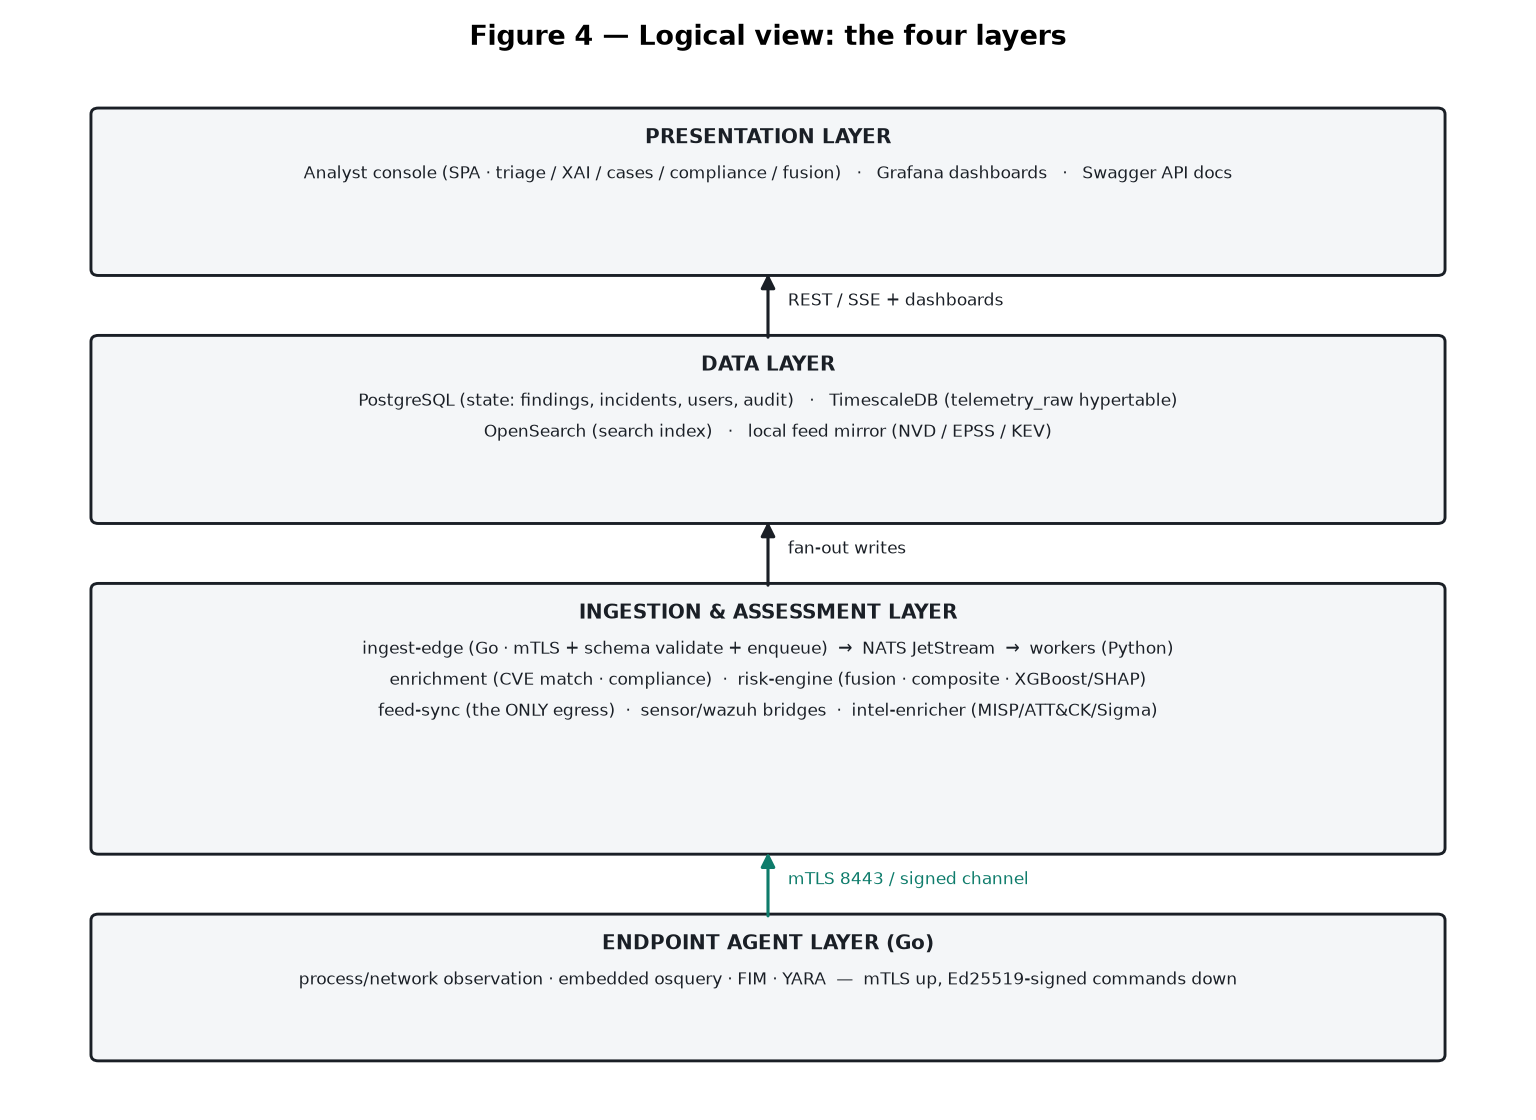 Figure 4 — Logical view: the four layers
PRESENTATION LAYER
Analyst console (SPA · triage / XAI / cases / compliance / fusion)   ·   Grafana dashboards   ·   Swagger API docs
REST / SSE + dashboards
DATA LAYER
PostgreSQL (state: findings, incidents, users, audit)   ·   TimescaleDB (telemetry_raw hypertable)
OpenSearch (search index)   ·   local feed mirror (NVD / EPSS / KEV)
fan-out writes
INGESTION & ASSESSMENT LAYER
ingest-edge (Go · mTLS + schema validate + enqueue)  →  NATS JetStream  →  workers (Python)
enrichment (CVE match · compliance)  ·  risk-engine (fusion · composite · XGBoost/SHAP)
feed-sync (the ONLY egress)  ·  sensor/wazuh bridges  ·  intel-enricher (MISP/ATT&CK/Sigma)
mTLS 8443 / signed channel
ENDPOINT AGENT LAYER (Go)
process/network observation · embedded osquery · FIM · YARA  —  mTLS up, Ed25519-signed commands down